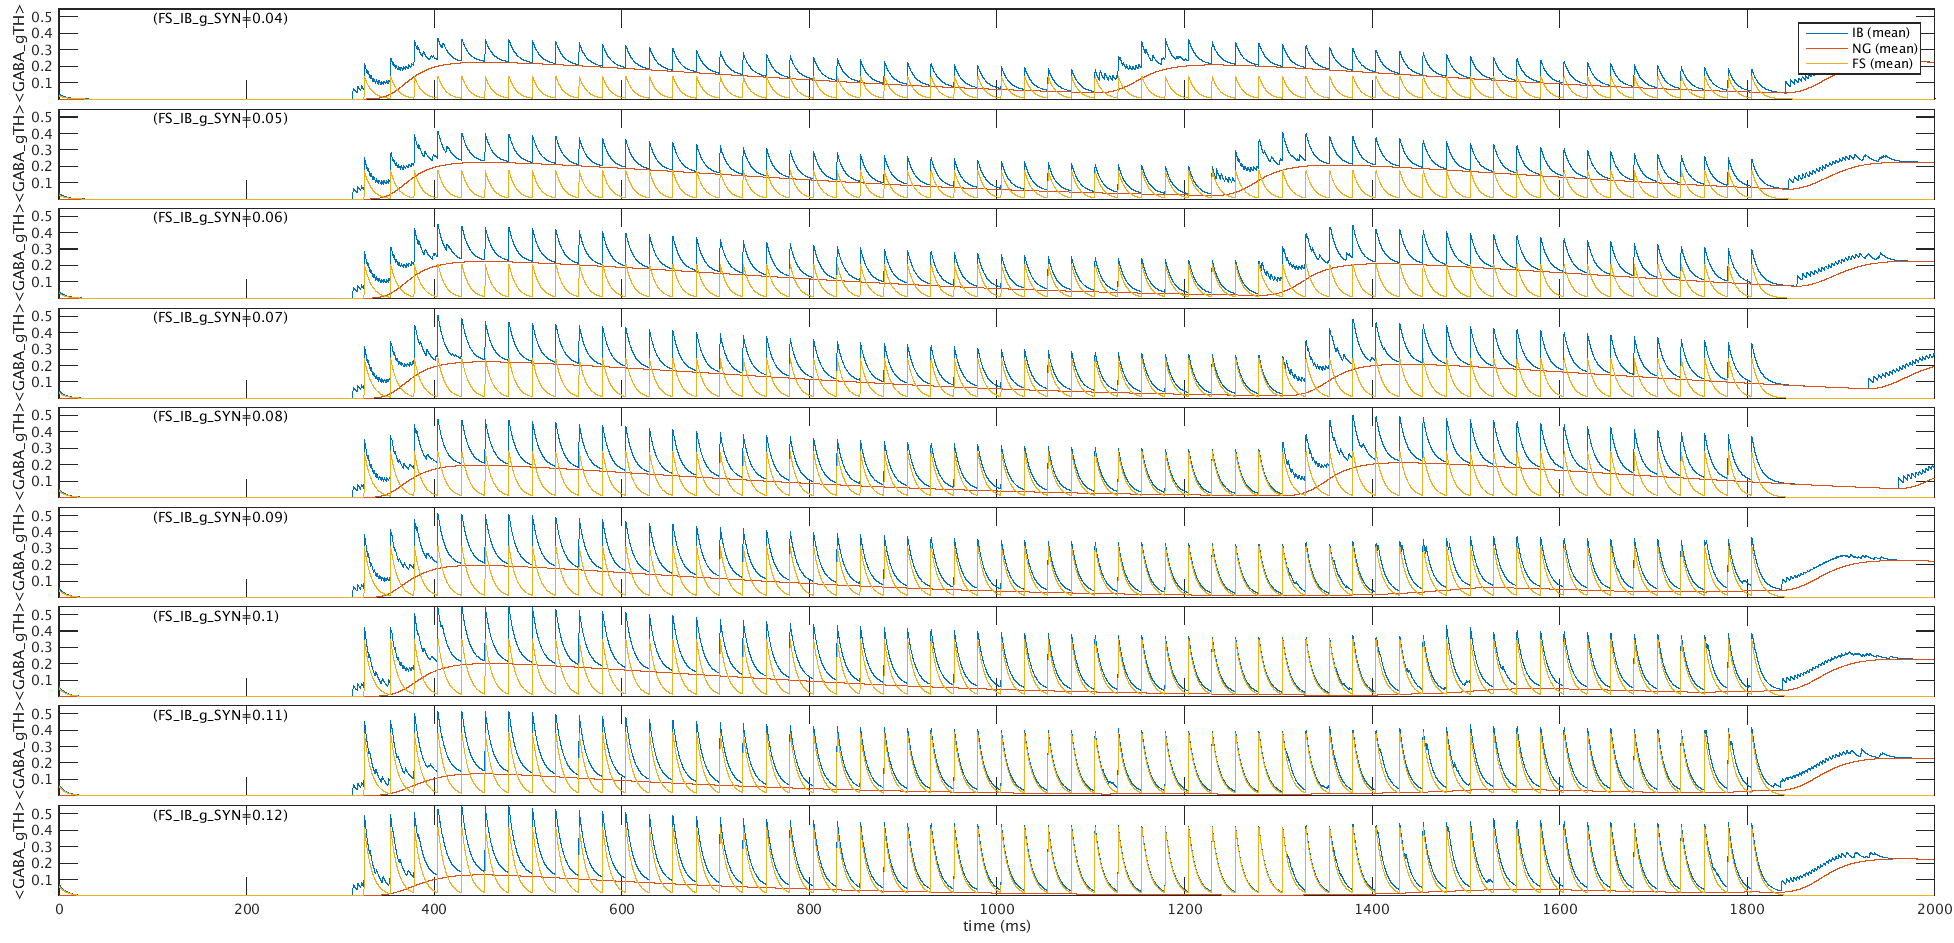 (FS_IB_g_SYN=0.04)
IB (mean)
NG (mean)
FS (mean)
0.5
0.4
0.3
0.2
0.1
<GABA_gTH>
(FS_IB_g_SYN=0.05)
0.5
0.4
0.3
0.2
0.1
<GABA_gTH>
(FS_IB_g_SYN=0.06)
0.5
0.4
0.3
0.2
0.1
<GABA_gTH>
(FS_IB_g_SYN=0.07)
0.5
0.4
0.3
0.2
0.1
<GABA_gTH>
(FS_IB_g_SYN=0.08)
0.5
0.4
0.3
0.2
0.1
<GABA_gTH>
(FS_IB_g_SYN=0.09)
0.5
0.4
0.3
0.2
0.1
<GABA_gTH>
(FS_IB_g_SYN=0.1)
0.5
0.4
0.3
0.2
0.1
<GABA_gTH>
(FS_IB_g_SYN=0.11)
0.5
0.4
0.3
0.2
0.1
<GABA_gTH>
(FS_IB_g_SYN=0.12)
0.5
0.4
0.3
0.2
0.1
<GABA_gTH>
0 200 400 600 800 1000 1200 1400 1600 1800 2000
time (ms)